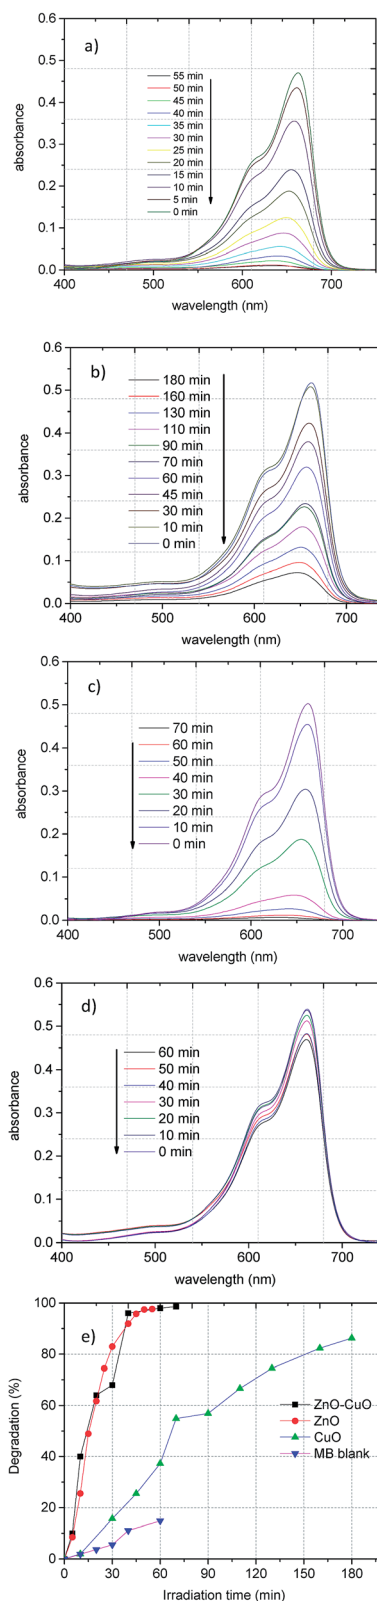 0.6
a)
55 min
50 min
0.5
45 min
40 min
35 min
0.4
30 min
25 min
20 min
0.3
15 min
10 min
5 min
0.2
0 min
0.1
0.0
absorbance
400
500
600
700
wavelength (nm)
0.6
b)
180 min
160 min
0.5
130 min
110 min
0.4
90 min
70 min
60 min
0.3
45 min
30 min
10 min
0.2
0 min
0.1
0.0
absorbance
400
500
600
700
wavelength (nm)
0.6
c)
0.5
70 min
60 min
0.4
50 min
40 min
0.3
30 min
20 min
10 min
0.2
0 min
0.1
0.0
absorbance
400
500
600
700
wavelength (nm)
0.6
d)
0.5
60 min
50 min
0.4
40 min
30 min
0.3
20 min
10 min
0 min
0.2
0.1
0.0
absorbance
400
500
600
700
wavelength (nm)
100
e)
80
60
40
20
0
Degradation (%)
ZnO-CuO
ZnO
CuO
MB blank
0
30
60
90
120
150
180
Irradiation time (min)